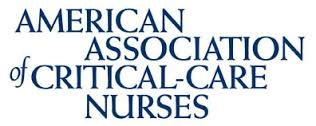 AMERICAN
ASSOCIATION
of CRITICAL-CARE
NURSES